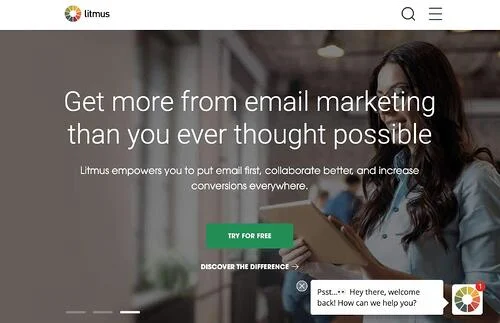 litmus
Get more from email marketing
than you ever thought possible
Litmus empowers you to put email first, collaborate better, and increase
conversions everywhere.
TRY FOR FREE
DISCOVER THE DIFFERENCE →
Psst...👀 Hey there, welcome
back! How can we help you?
1